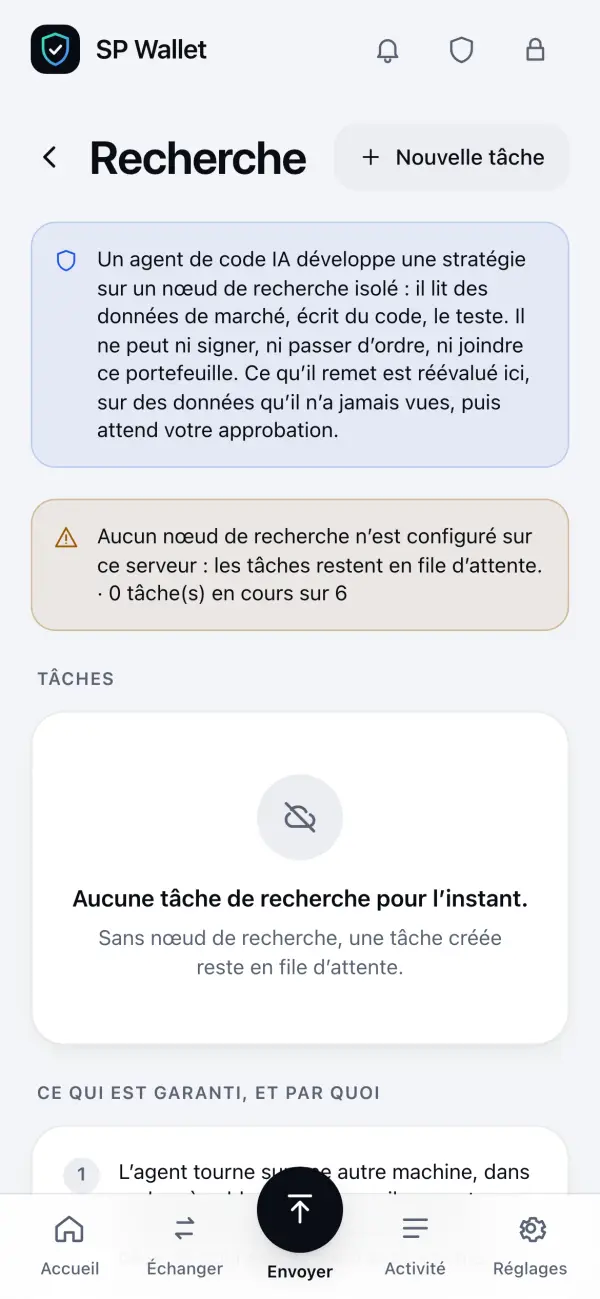 SP Wallet
Recherche
+ Nouvelle tâche
Un agent de code IA développe une stratégie
sur un nœud de recherche isolé : il lit des
données de marché, écrit du code, le teste. Il
ne peut ni signer, ni passer d’ordre, ni joindre
ce portefeuille. Ce qu’il remet est réévalué ici,
sur des données qu’il n’a jamais vues, puis
attend votre approbation.
Aucun nœud de recherche n’est configuré sur
ce serveur : les tâches restent en file d’attente.
· 0 tâche(s) en cours sur 6
TÂCHES
Aucune tâche de recherche pour l’instant.
Sans nœud de recherche, une tâche créée
reste en file d’attente.
CE QUI EST GARANTI, ET PAR QUOI
1
L’agent tourne autre machine, dans
Accueil
Échanger
Envoyer
Activité
Réglages